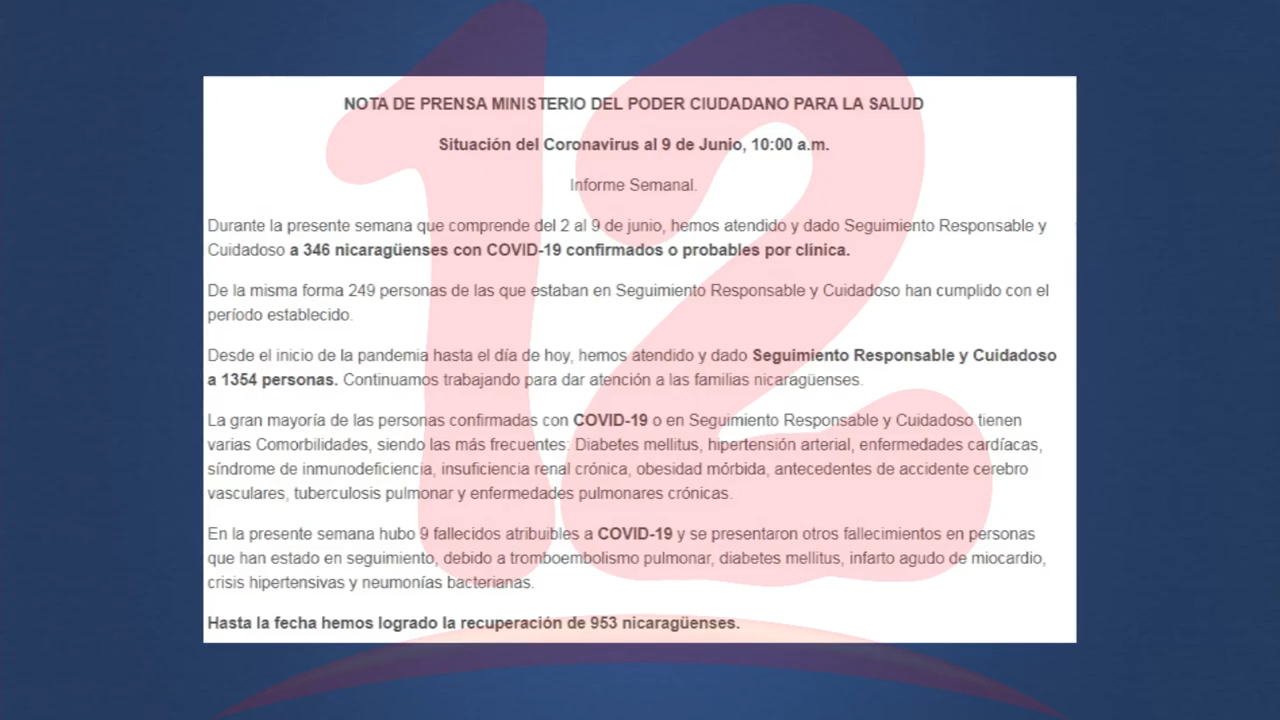 NOTA DE PRENSA MINISTERIO DEL PODER CIUDADANO PARA LA SALUD
Situación del Coronavirus al 9 de Junio, 10:00 a.m.
Informe Semanal.
Durante la presente semana que comprende del 2 al 9 de junio, hemos atendido y dado Seguimiento Responsable y
Cuidadoso a 346 nicaragüenses con COVID-19 confirmados o probables por clínica.
De la misma forma 249 personas de las que estaban en Seguimiento Responsable y Cuidadoso han cumplido con el
período establecido.
Desde el inicio de la pandemia hasta el día de hoy, hemos atendido y dado Seguimiento Responsable y Cuidadoso
a 1354 personas. Continuamos trabajando para dar atención a las familias nicaragüenses.
La gran mayoría de las personas confirmadas con COVID-19 o en Seguimiento Responsable y Cuidadoso tienen
varias Comorbilidades, siendo las más frecuentes: Diabetes mellitus, hipertensión arterial, enfermedades cardíacas,
síndrome de inmunodeficiencia, insuficiencia renal crónica, obesidad mórbida, antecedentes de accidente cerebro
vasculares, tuberculosis pulmonar y enfermedades pulmonares crónicas.
En la presente semana hubo 9 fallecidos atribuibles a COVID-19 y se presentaron otros fallecimientos en personas
que han estado en seguimiento, debido a tromboembolismo pulmonar, diabetes mellitus, infarto agudo de miocardio,
crisis hipertensivas y neumonías bacterianas.
Hasta la fecha hemos logrado la recuperación de 953 nicaragüenses.
12